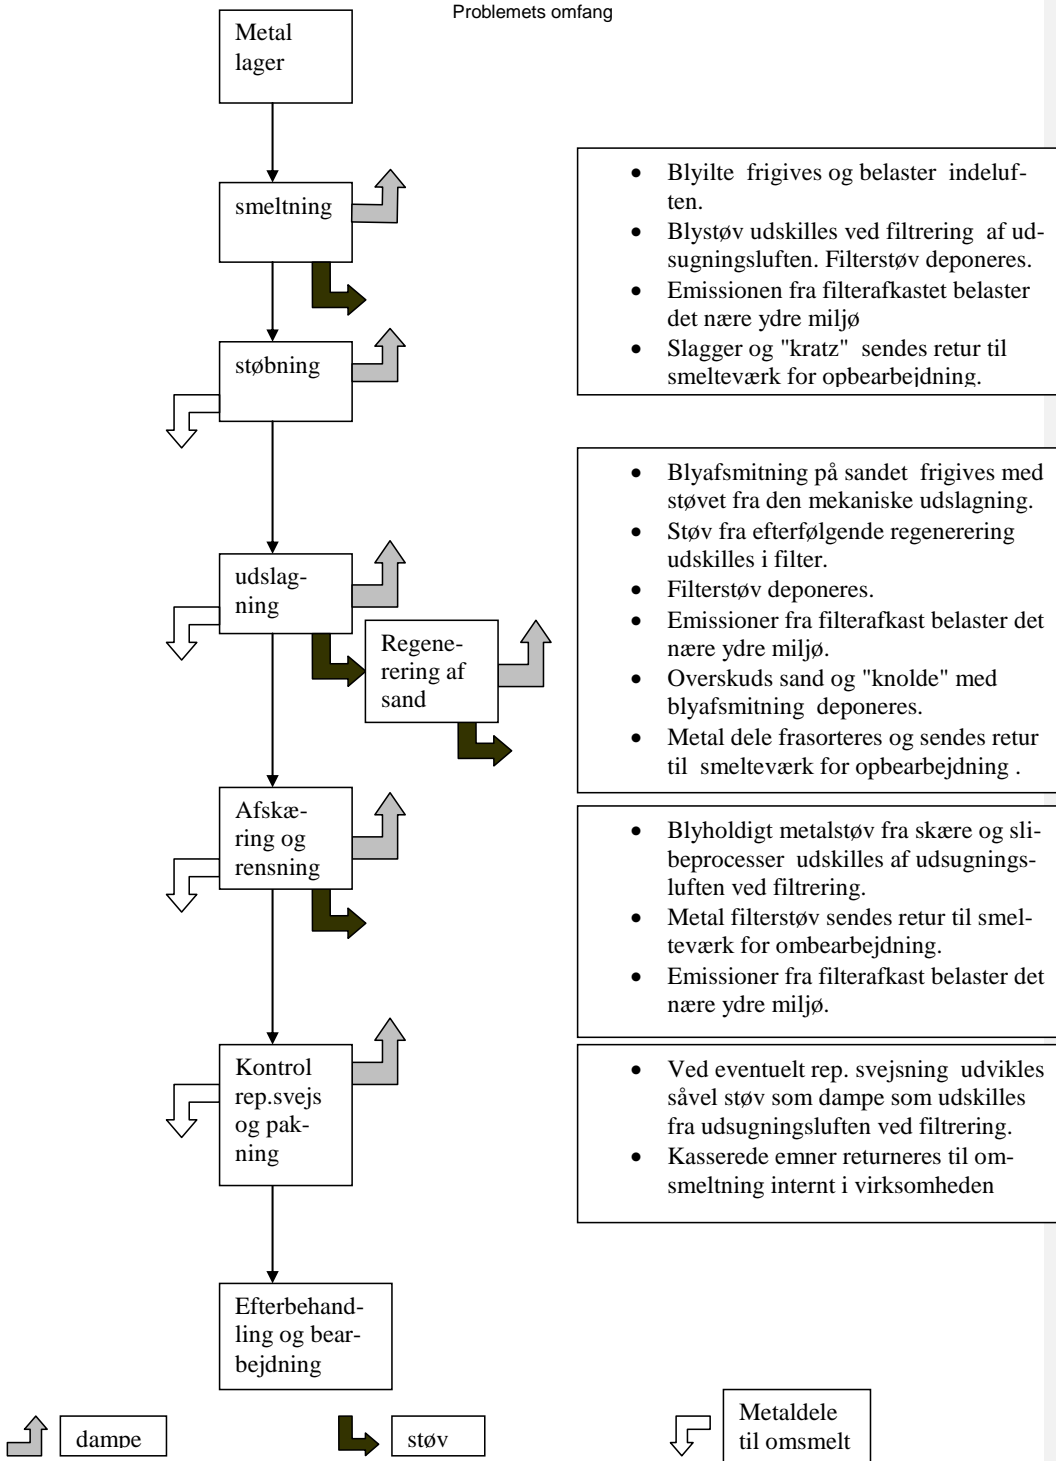 Problemets omfang
Metal
lager
smeltning
• Blyilte frigives og belaster indeluf-
ten.
• Blystøv udskilles ved filtrering af ud-
sugningsluften. Filterstøv deponeres.
• Emissionen fra filterafkastet belaster
det nære ydre miljø
• Slagger og "kratz" sendes retur til
smelteværk for opbearbejdning.
støbning
udslag-
ning
Regene-
rering af
sand
• Blyafsmitning på sandet frigives med
støvet fra den mekaniske udslagning.
• Støv fra efterfølgende regenerering
udskilles i filter.
• Filterstøv deponeres.
• Emissioner fra filterafkast belaster det
nære ydre miljø.
• Overskuds sand og "knolde" med
blyafsmitning deponeres.
• Metal dele frasorteres og sendes retur
til smelteværk for opbearbejdning .
Afskæ-
ring og
rensning
• Blyholdigt metalstøv fra skære og sli-
beprocesser udskilles af udsugnings-
luften ved filtrering.
• Metal filterstøv sendes retur til smel-
teværk for ombearbejdning.
• Emissioner fra filterafkast belaster det
nære ydre miljø.
Kontrol
rep.svejs
og pak-
ning
• Ved eventuelt rep. svejsning udvikles
såvel støv som dampe som udskilles
fra udsugningsluften ved filtrering.
• Kasserede emner returneres til om-
smeltning internt i virksomheden
Efterbehand-
ling og bear-
bejdning
dampe
støv
Metaldele
til omsmelt